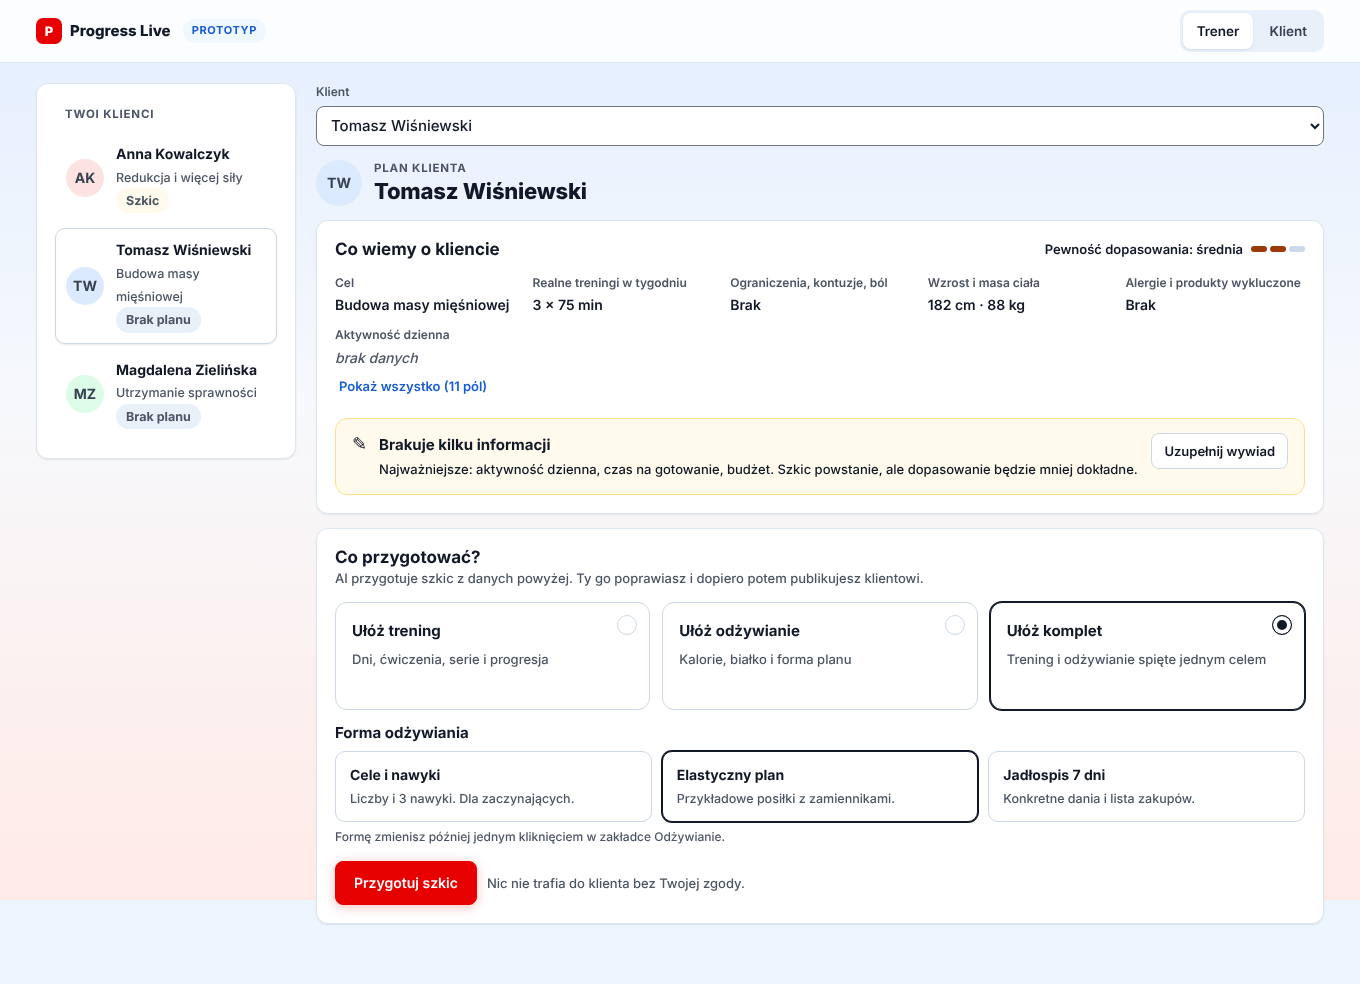 P Progress Live PROTOTYP
Trener Klient
TWOI KLIENCI
AK
Anna Kowalczyk
Redukcja i więcej siły
Szkic
TW
Tomasz Wiśniewski
Budowa masy
mięśniowej
Brak planu
MZ
Magdalena Zielińska
Utrzymanie sprawności
Brak planu
Klient
Tomasz Wiśniewski
TW
PLAN KLIENTA
Tomasz Wiśniewski
Co wiemy o kliencie
Pewność dopasowania: średnia
Cel
Budowa masy mięśniowej
Realne treningi w tygodniu
3 × 75 min
Ograniczenia, kontuzje, ból
Brak
Wzrost i masa ciała
182 cm · 88 kg
Alergie i produkty wykluczone
Brak
Aktywność dzienna
brak danych
Pokaż wszystko (11 pól)
✎ Brakuje kilku informacji
Najważniejsze: aktywność dzienna, czas na gotowanie, budżet. Szkic powstanie, ale dopasowanie będzie mniej dokładne.
Uzupełnij wywiad
Co przygotować?
AI przygotuje szkic z danych powyżej. Ty go poprawiasz i dopiero potem publikujesz klientowi.
Ułóż trening
Dni, ćwiczenia, serie i progresja
Ułóż odżywianie
Kalorie, białko i forma planu
Ułóż komplet
Trening i odżywianie spięte jednym celem
Forma odżywiania
Cele i nawyki
Liczby i 3 nawyki. Dla zaczynających.
Elastyczny plan
Przykładowe posiłki z zamiennikami.
Jadłospis 7 dni
Konkretne dania i lista zakupów.
Formę zmienisz później jednym kliknięciem w zakładce Odżywianie.
Przygotuj szkic
Nic nie trafia do klienta bez Twojej zgody.